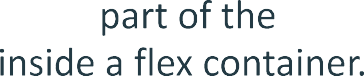 part of the
inside a flex container.